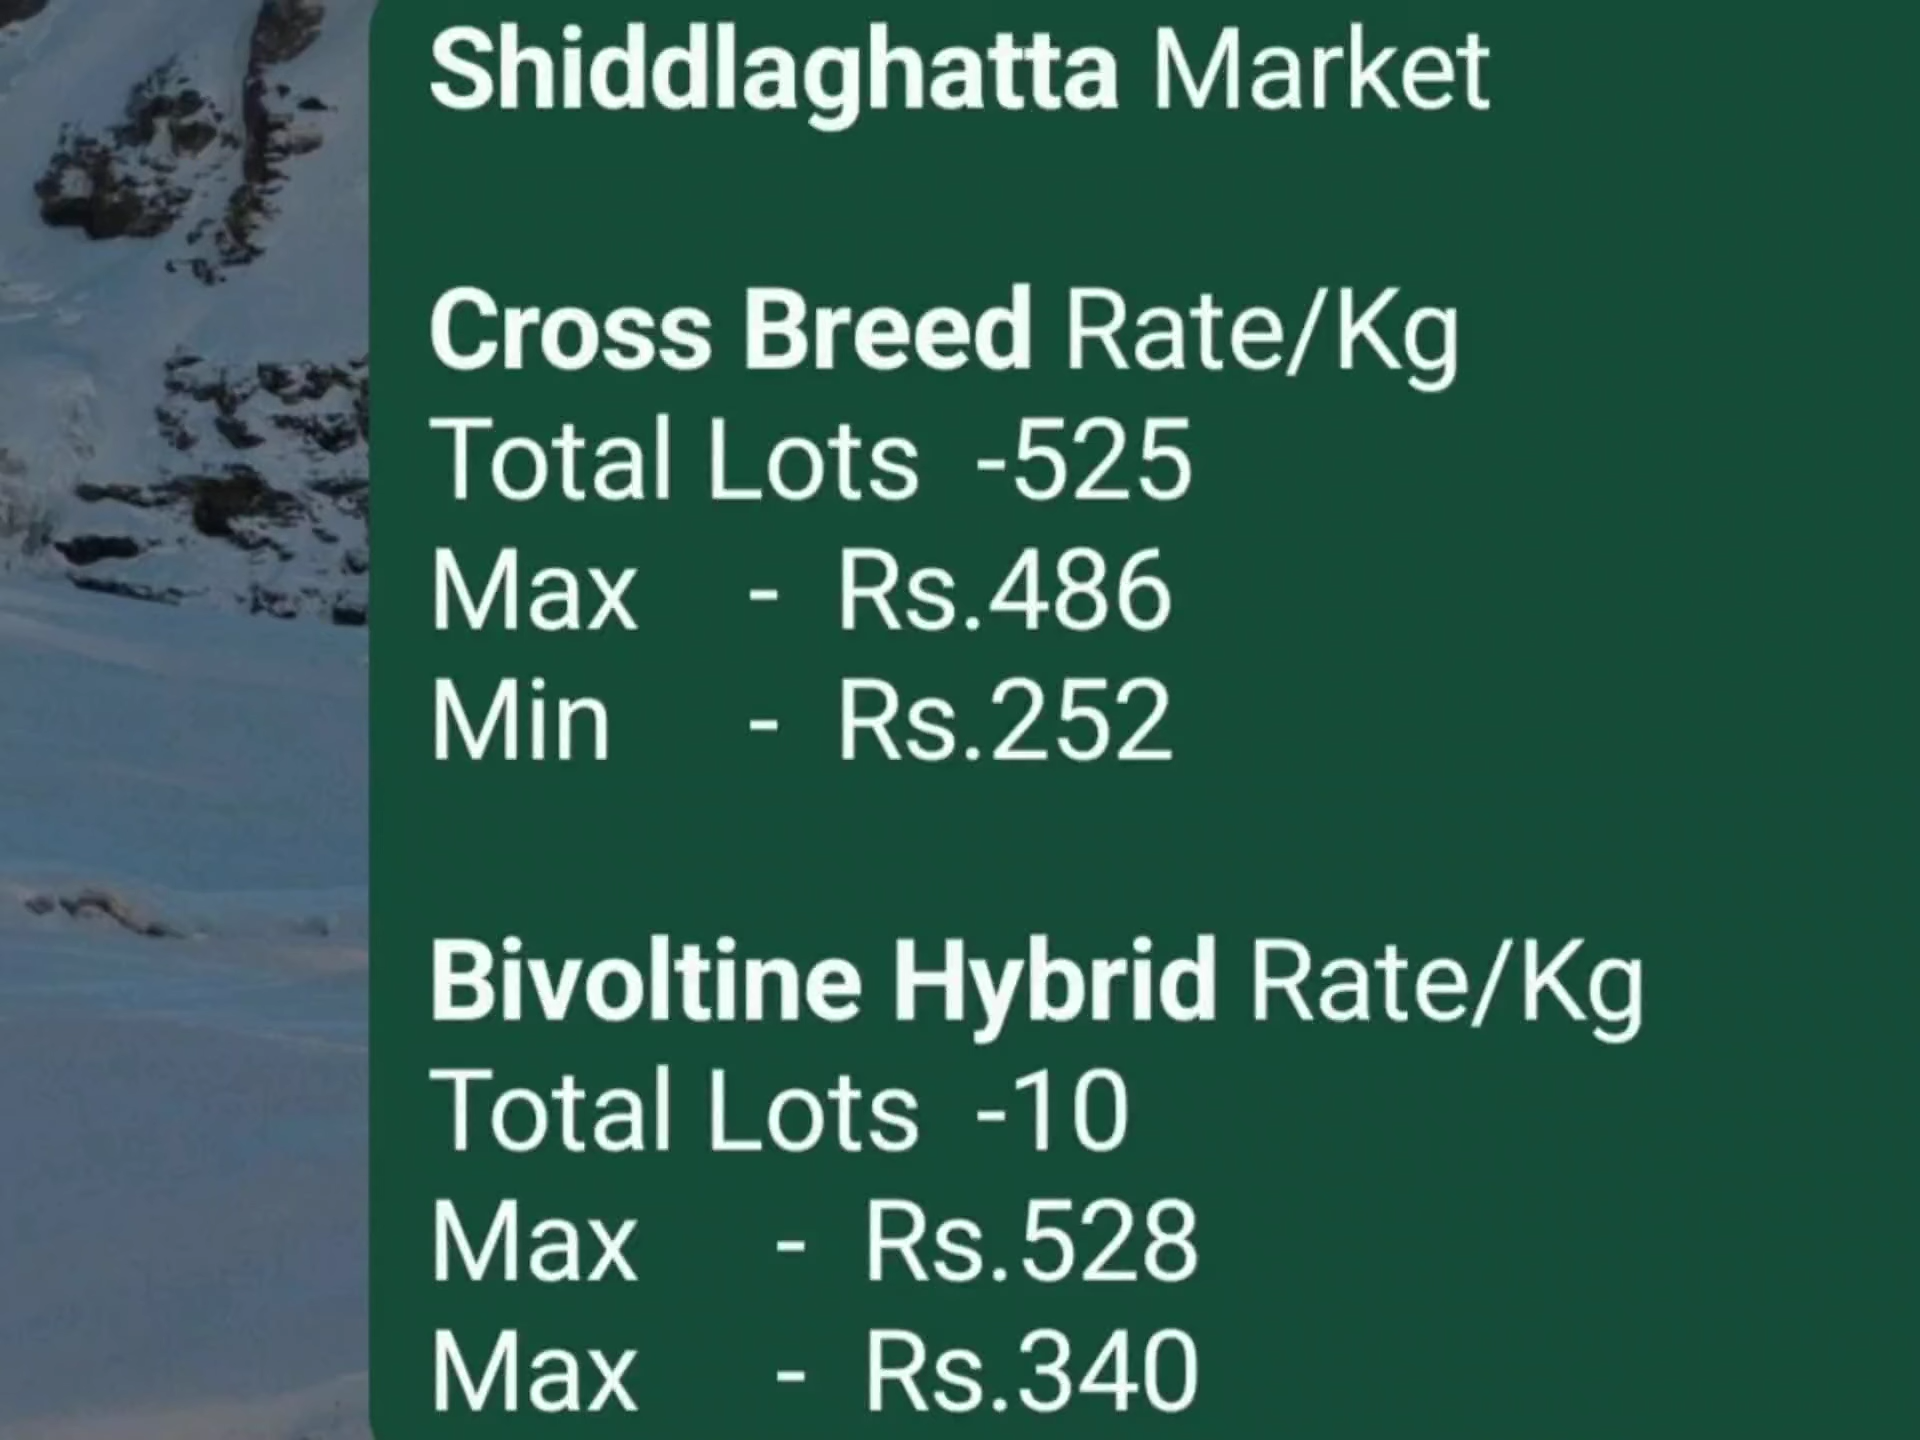 Shiddlaghatta Market
Cross Breed Rate/Kg
Total Lots -525
Max - Rs.486
Min - Rs.252
Bivoltine Hybrid Rate/Kg
Total Lots -10
Max - Rs.528
Max - Rs.340